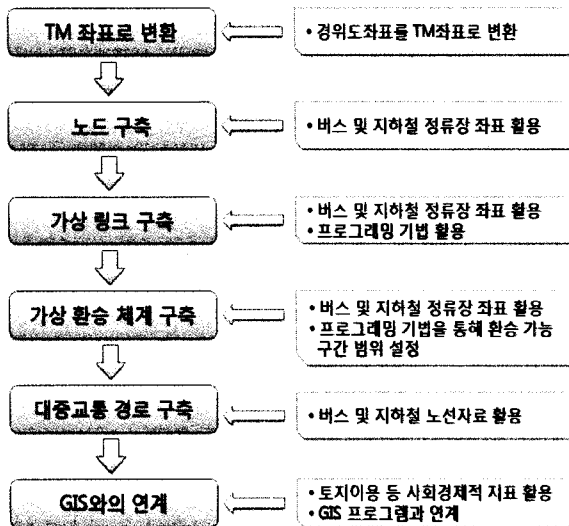 TM 좌표로 변환
• 경위도좌표를 TM좌표로 변환
노드 구축
• 버스 및 지하철 정류장 좌표 활용
가상 링크 구축
• 버스 및 지하철 정류장 좌표 활용
• 프로그래밍 기법 활용
가상 환승 체계 구축
• 버스 및 지하철 정류장 좌표 활용
• 프로그래밍 기법을 통해 환승 가능
구간 범위 설정
대중교통 경로 구축
• 버스 및 지하철 노선자료 활용
GIS와의 연계
• 토지이용 등 사회경제적 지표 활용
• GIS 프로그램과 연계